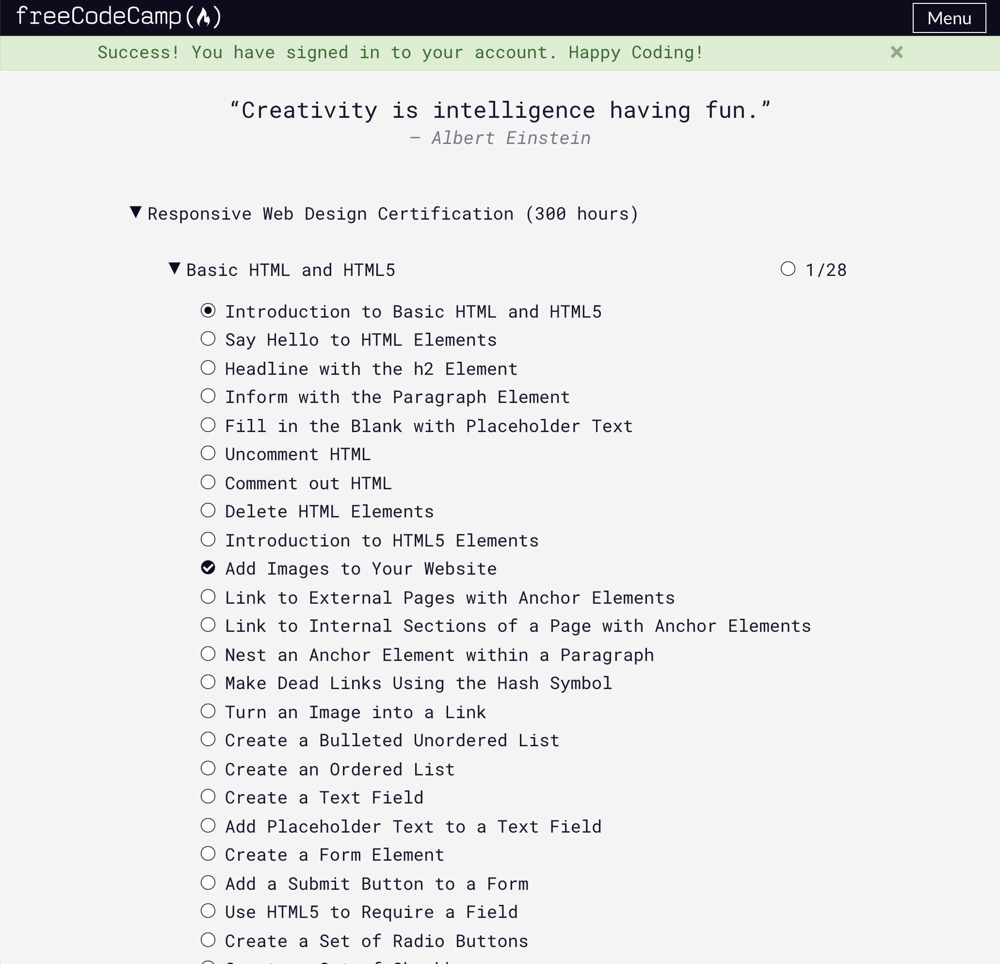 freeCodeCamp
Menu
Success! You have signed in to your account. Happy Coding!
“Creativity is intelligence having fun.”
— Albert Einstein
Responsive Web Design Certification (300 hours)
Basic HTML and HTML5 1/28
Introduction to Basic HTML and HTML5
Say Hello to HTML Elements
Headline with the h2 Element
Inform with the Paragraph Element
Fill in the Blank with Placeholder Text
Uncomment HTML
Comment out HTML
Delete HTML Elements
Introduction to HTML5 Elements
Add Images to Your Website
Link to External Pages with Anchor Elements
Link to Internal Sections of a Page with Anchor Elements
Nest an Anchor Element within a Paragraph
Make Dead Links Using the Hash Symbol
Turn an Image into a Link
Create a Bulleted Unordered List
Create an Ordered List
Create a Text Field
Add Placeholder Text to a Text Field
Create a Form Element
Add a Submit Button to a Form
Use HTML5 to Require a Field
Create a Set of Radio Buttons